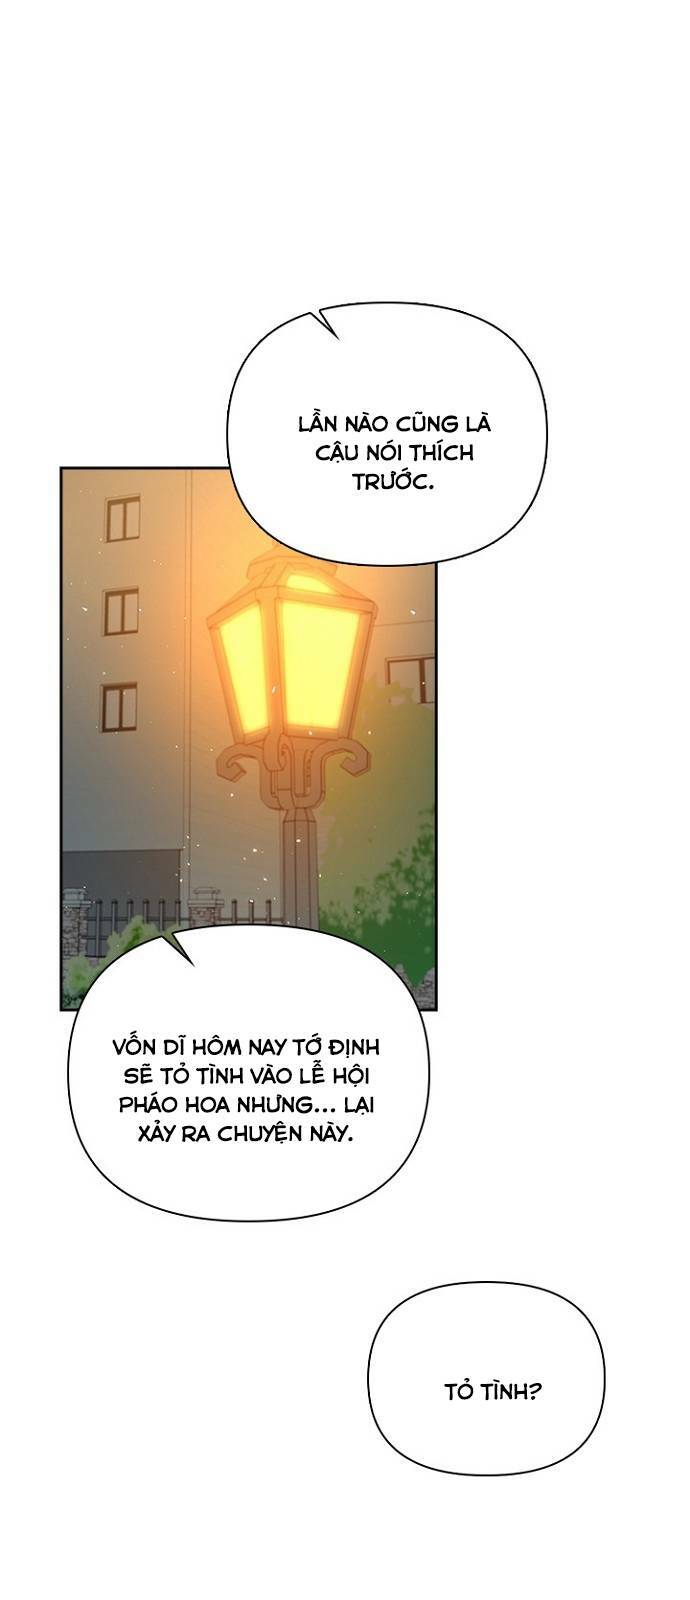 LẦN NÀO CŨNG LÀ
CẬU NÓI THÍCH
TRƯỚC.
VỐN DĨ HÔM NAY TỚ ĐỊNH
SẼ TỎ TÌNH VÀO LỄ HỘI
PHÁO HOA NHƯNG... LẠI
XẢY RA CHUYỆN NÀY.
TỎ TÌNH?